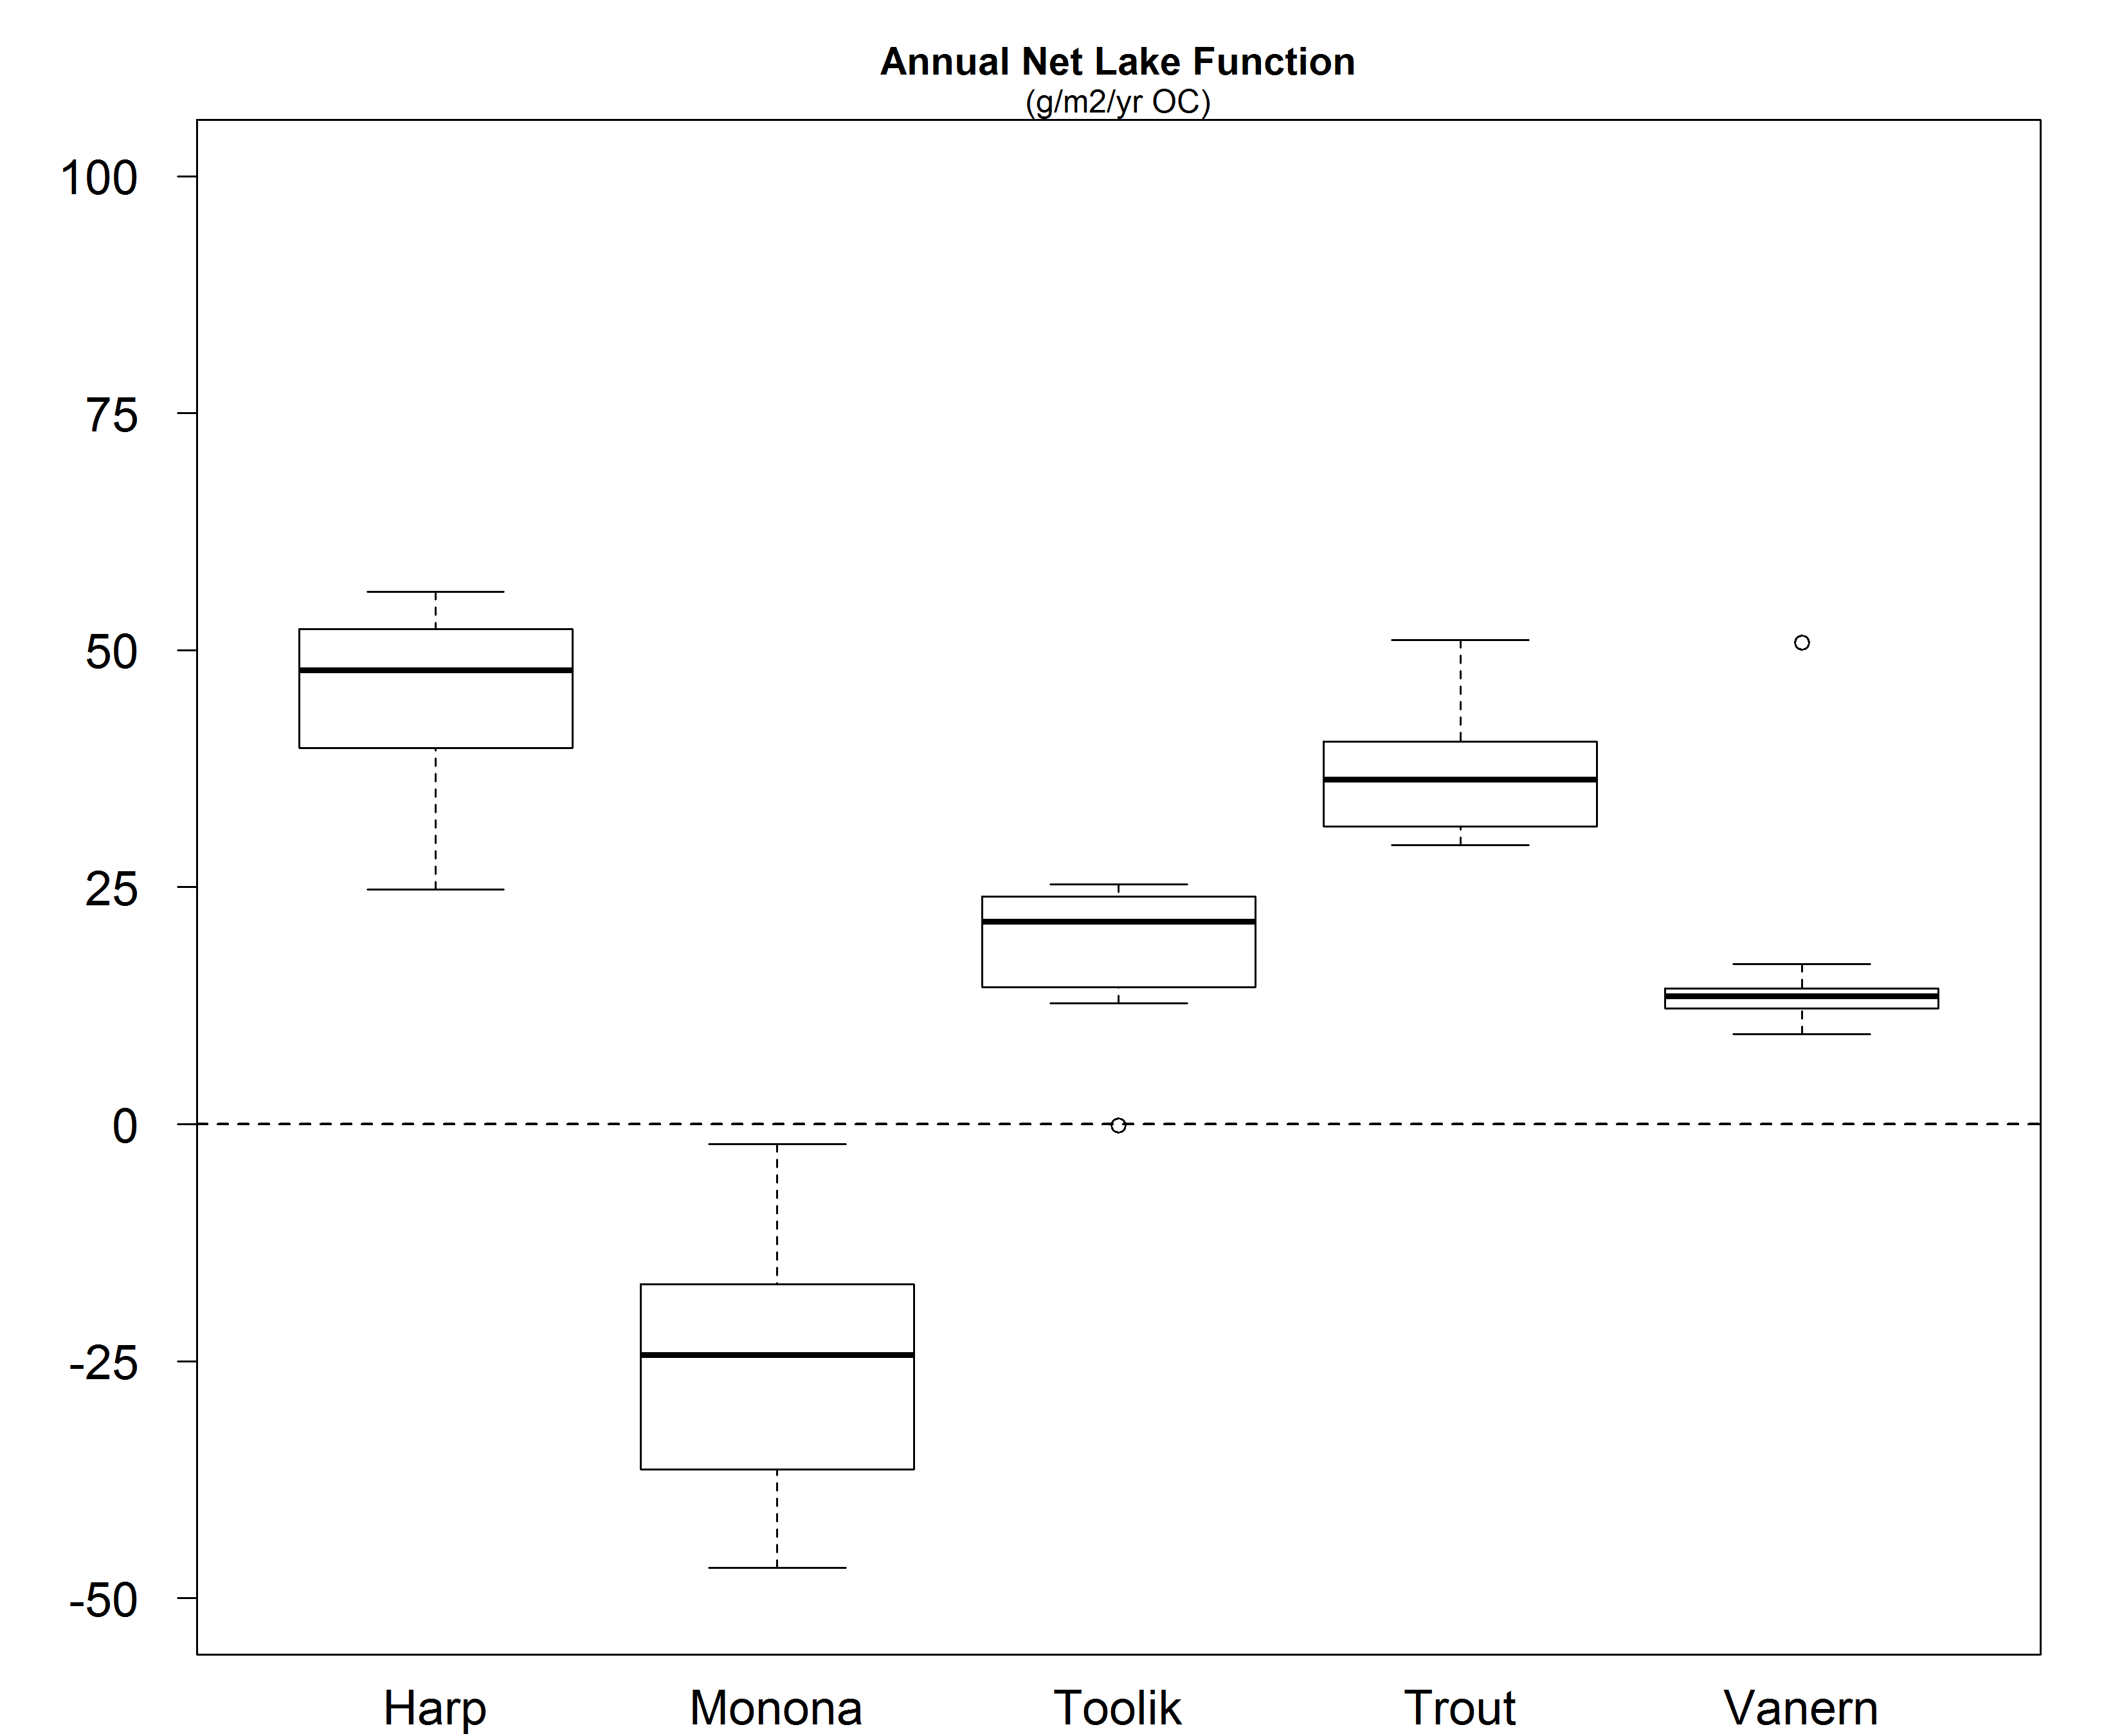 Annual Net Lake Function
(g/m2/yr OC)
100
75
50
25
0
-25
-50
Harp Monona Toolik Trout Vanern